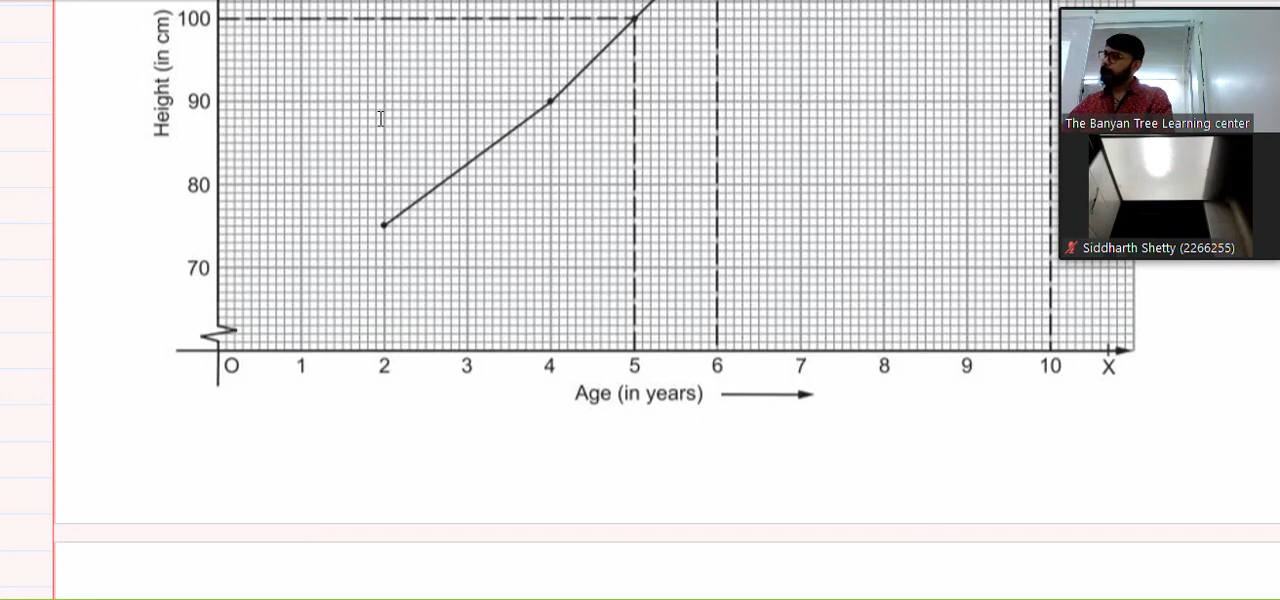 100
Height (in cm)
90
80
70
O 1 2 3 4 5 6 7 8 9 10 X
Age (in years)
The Banyan Tree Learning center
Siddharth Shetty (2266255)